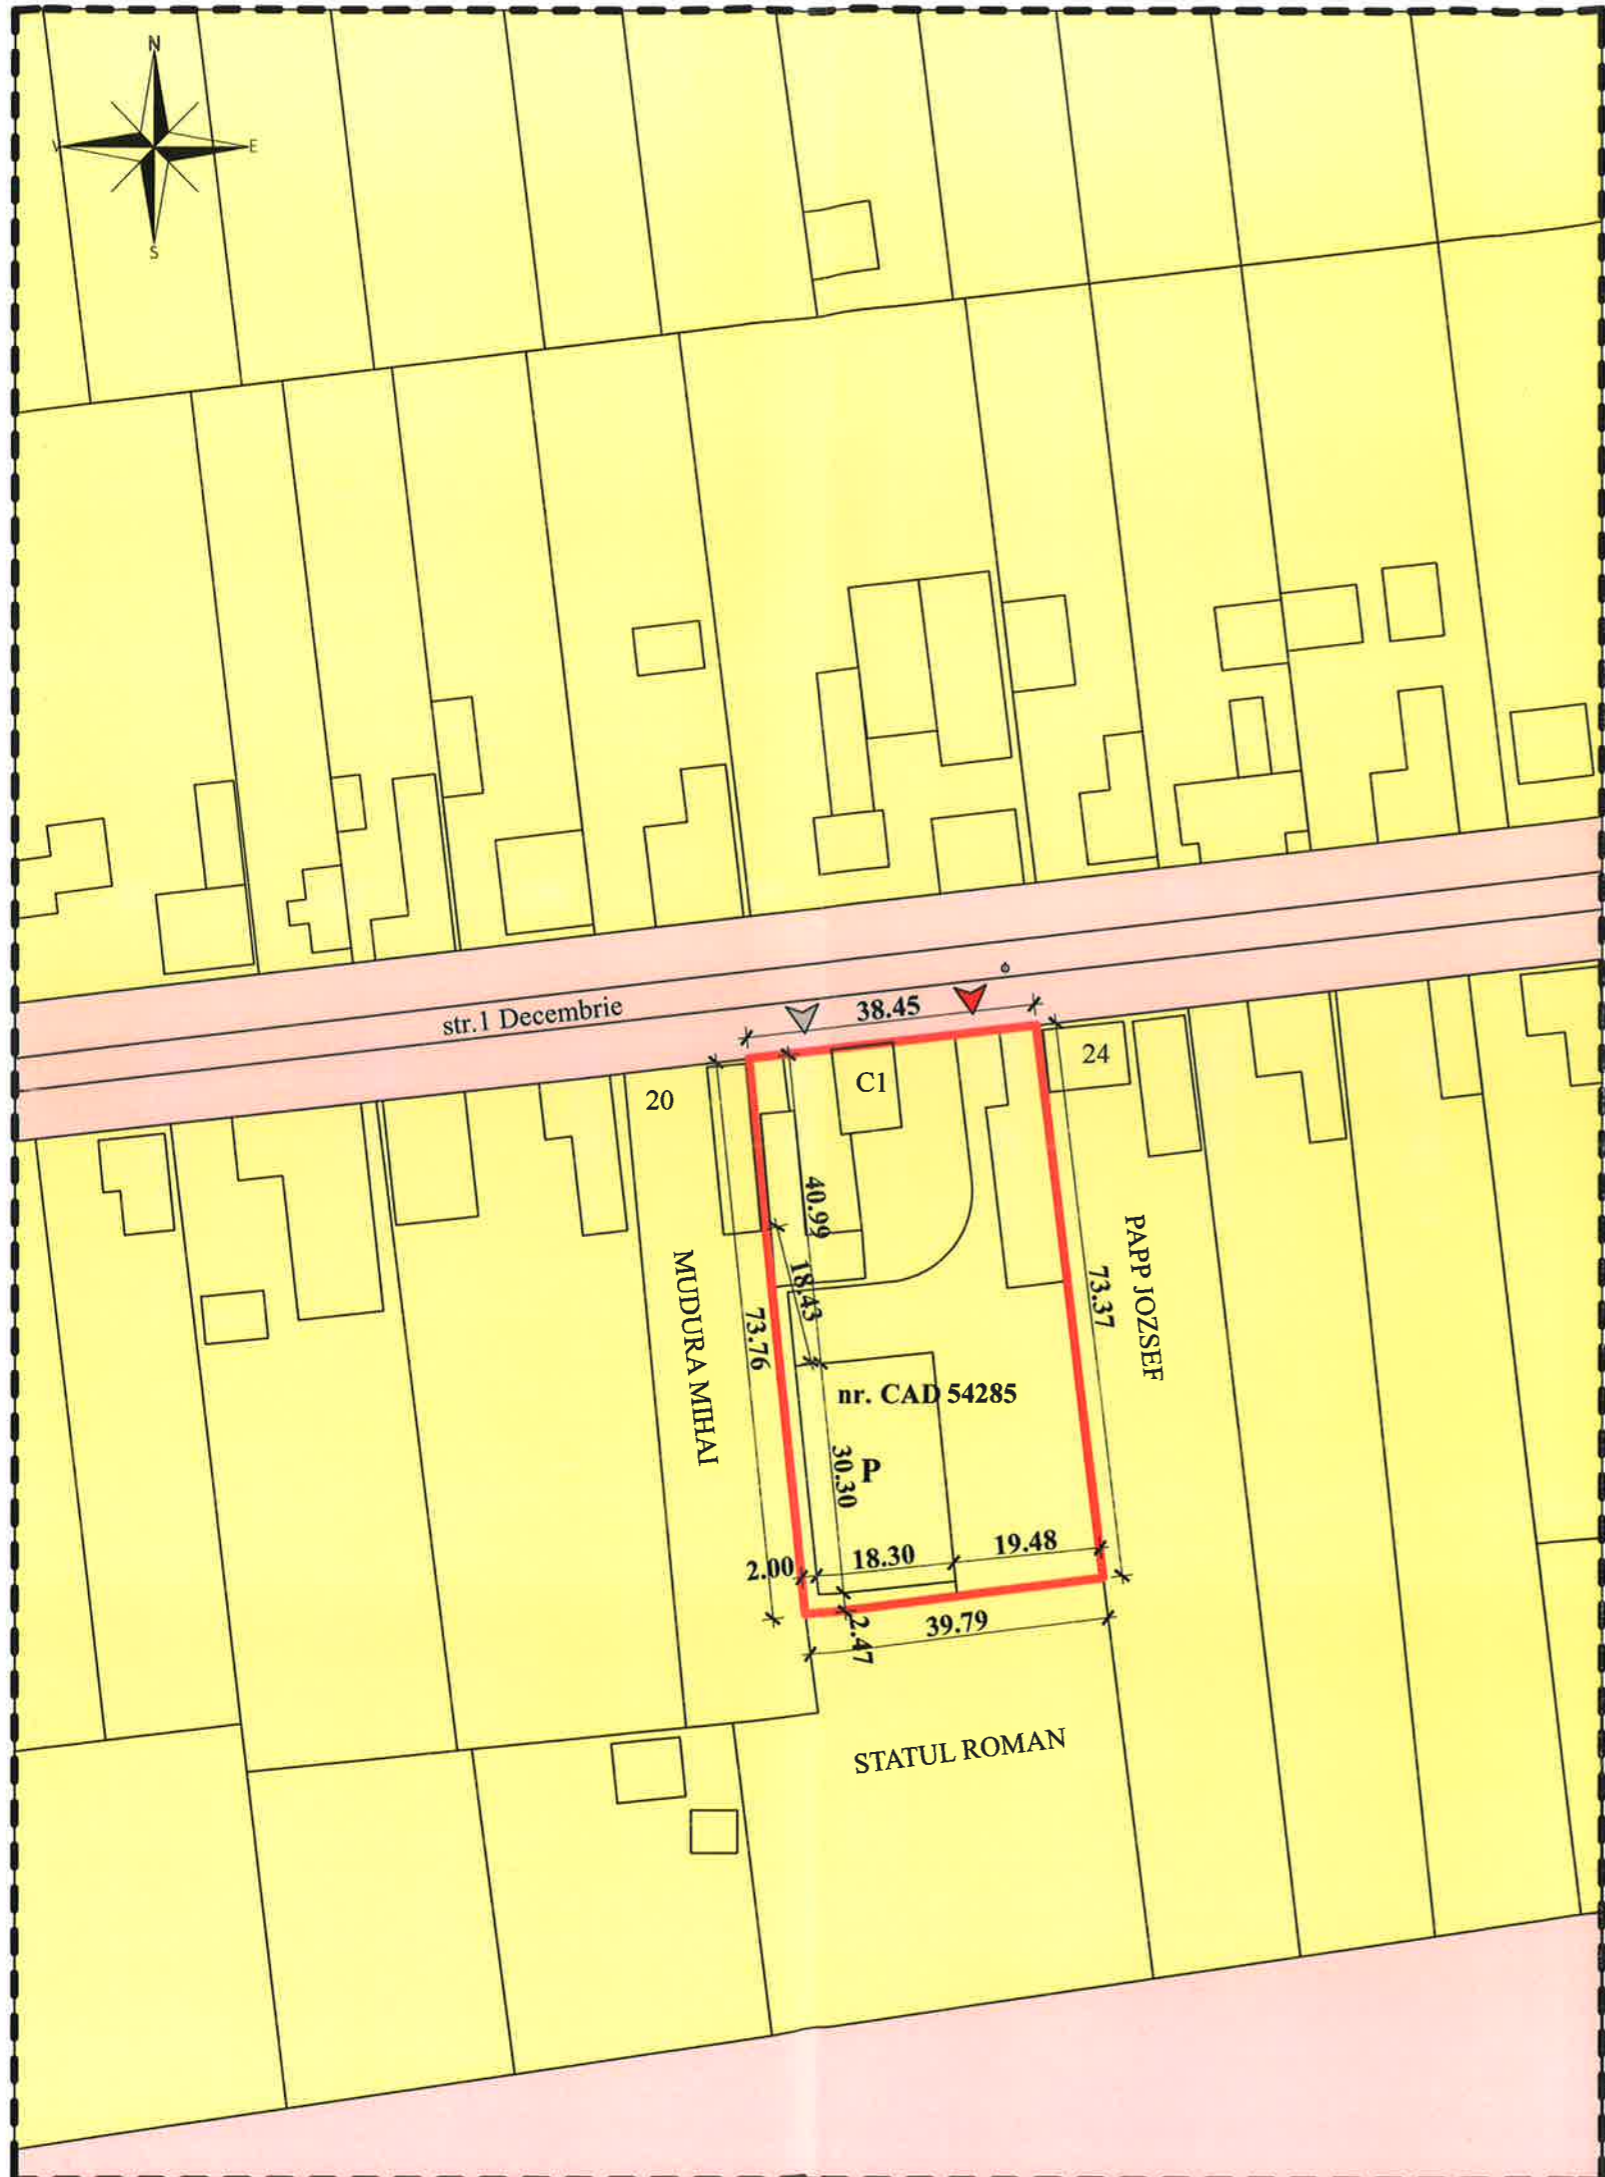 N
V
E
S
str.1 Decembrie
38.45
20
C1
24
40.99
18.43
MUDURA MIHAI
73.76
73.37
PAPP JOZSEF
nr. CAD 54285
30.30
P
2.00
18.30
19.48
2.47
39.79
STATUL ROMAN